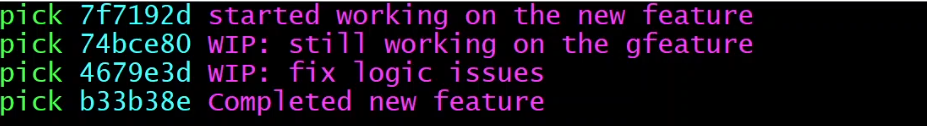 pick 7f7192d started working on the new feature
pick 74bce80 WIP: still working on the gfeature
pick 4679e3d WIP: fix logic issues
pick b33b38e Completed new feature